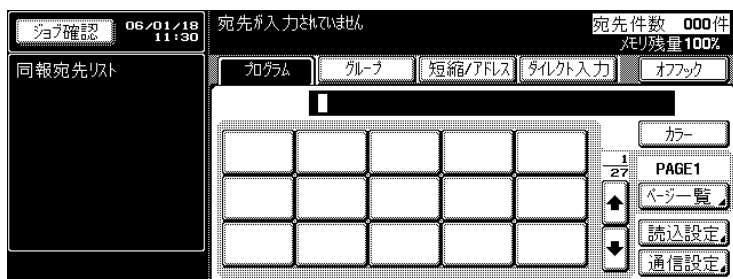 ジョブ確認
06/01/18
11:30
宛先が入力されていません
宛先件数 000件
メモリ残量100%
同報宛先リスト
プログラム
グループ
短縮/アドレス
ダイレクト入力
オフフック
カラー
1
27
PAGE1
ページ一覧
読込設定
通信設定